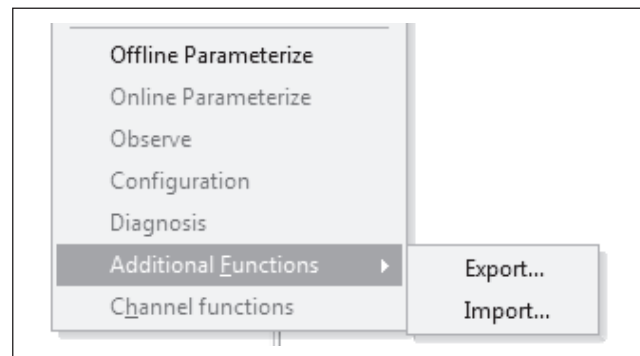 Offline Parameterize
Online Parameterize
Observe
Configuration
Diagnosis
Additional Functions
Channel functions
Export...
Import...